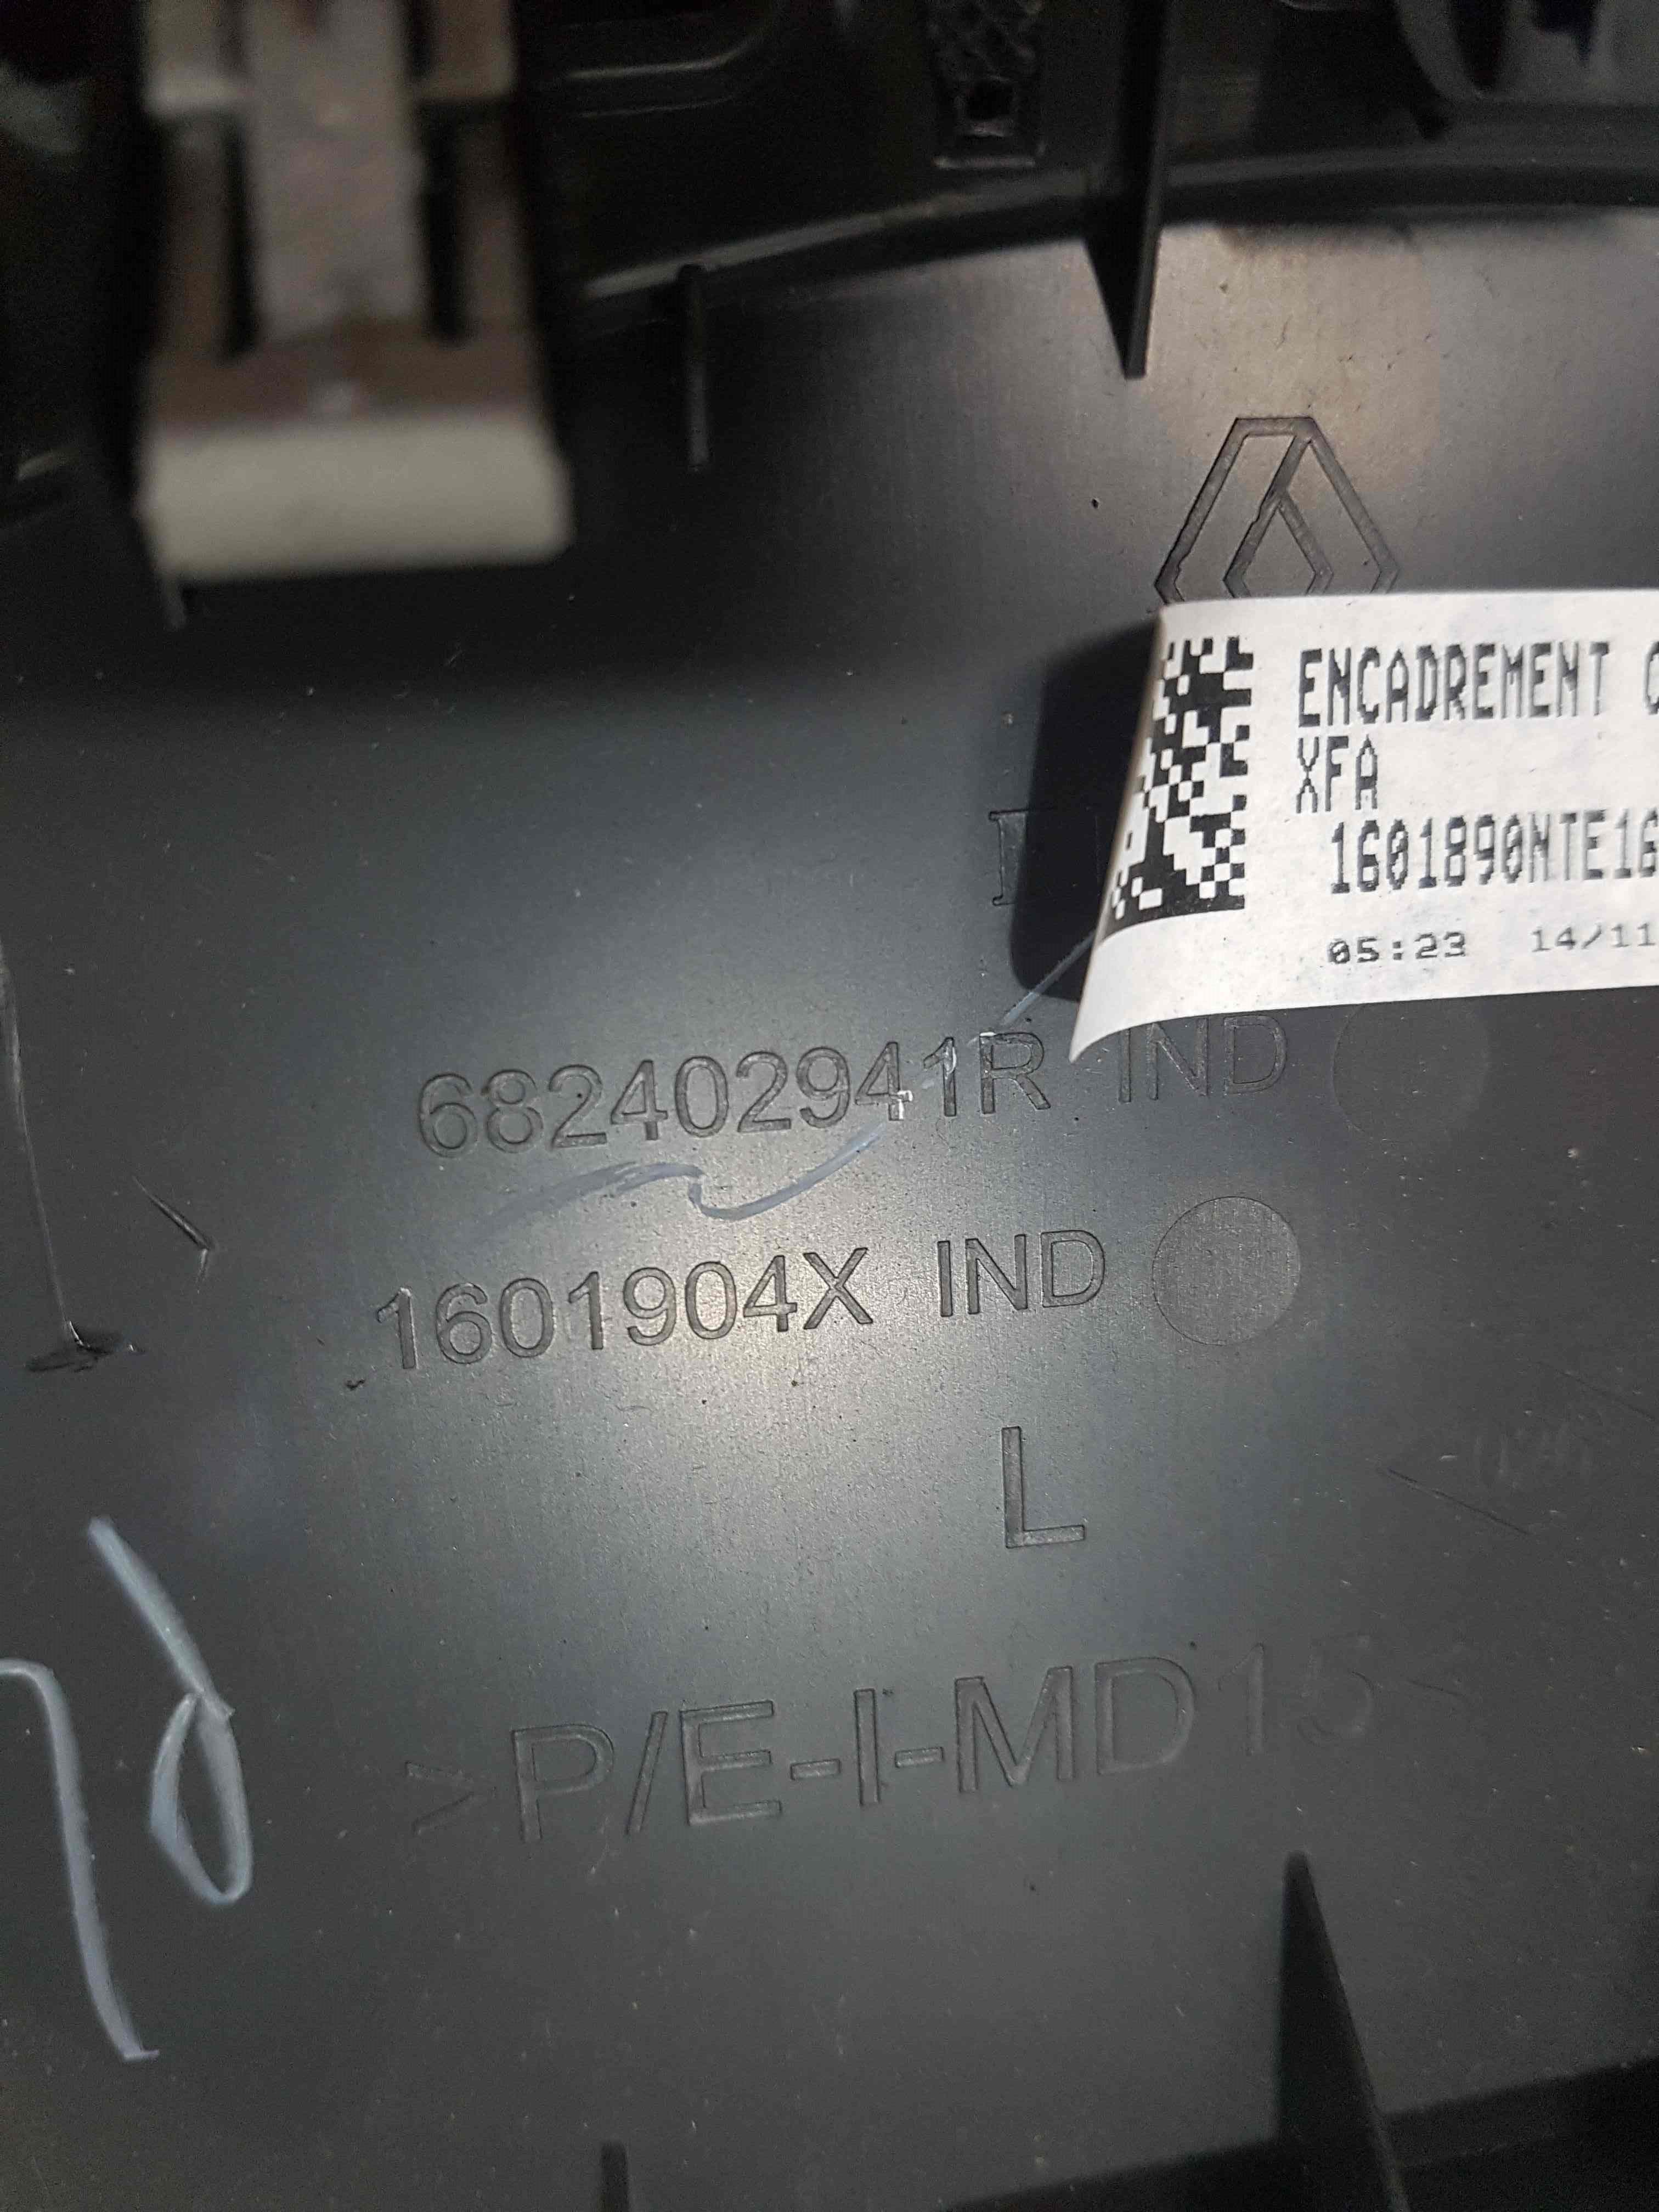 ENCADREMENT
XFA
1601890NTE16
05:23 14/11
682402941R IND
1601904X IND
L
>P/E-I-MD15<